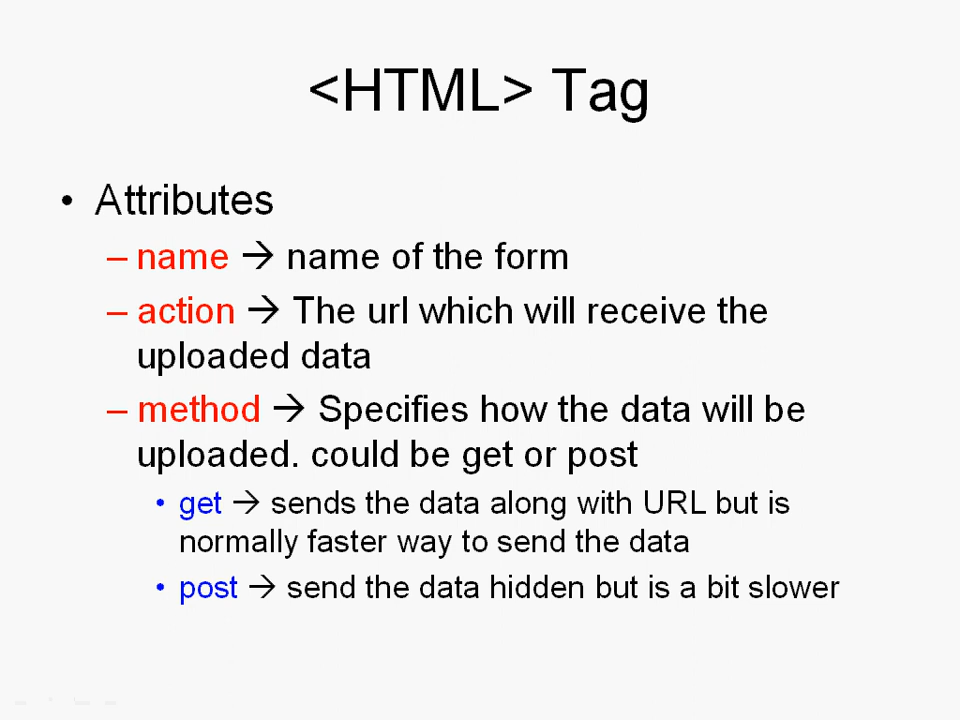 <HTML> Tag
• Attributes
– name → name of the form
– action → The url which will receive the
uploaded data
– method → Specifies how the data will be
uploaded. could be get or post
• get → sends the data along with URL but is
normally faster way to send the data
• post → send the data hidden but is a bit slower